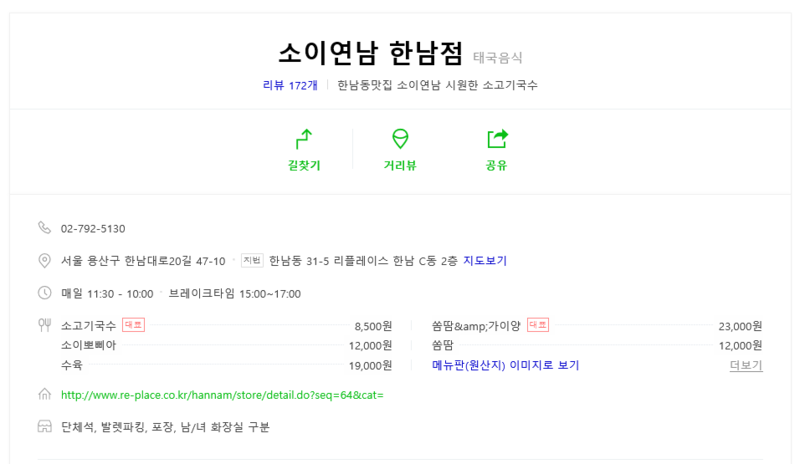 소이연남 한남점 태국음식
리뷰 172개 한남동맛집 소이연남 시원한 소고기국수
길찾기 거리뷰 공유
02-792-5130
서울 용산구 한남대로20길 47-10 지번 한남동 31-5 리플레이스 한남 C동 2층 지도보기
매일 11:30 - 10:00 브레이크타임 15:00~17:00
소고기국수 대표 8,500원 쏨땀&amp;가이양 대표 23,000원
소이뽀삐아 12,000원 쏨땀 12,000원
수육 19,000원 메뉴판(원산지) 이미지로 보기 더보기
http://www.re-place.co.kr/hannam/store/detail.do?seq=64&cat=
단체석, 발렛파킹, 포장, 남/녀 화장실 구분